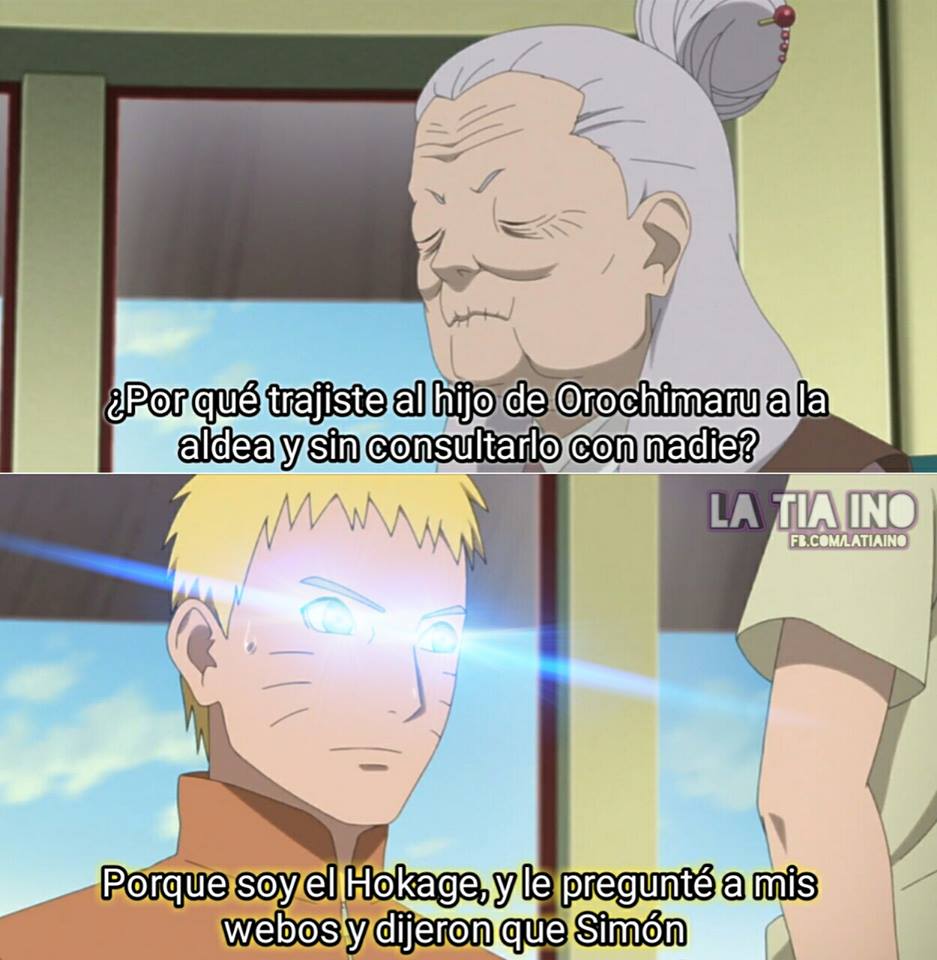 ¿Por qué trajiste al hijo de Orochimaru a la
aldea y sin consultarlo con nadie?
LA TIA INO
FB.COM/LATIAINO
Porque soy el Hokage, y le pregunté a mis
webos y dijeron que Simón